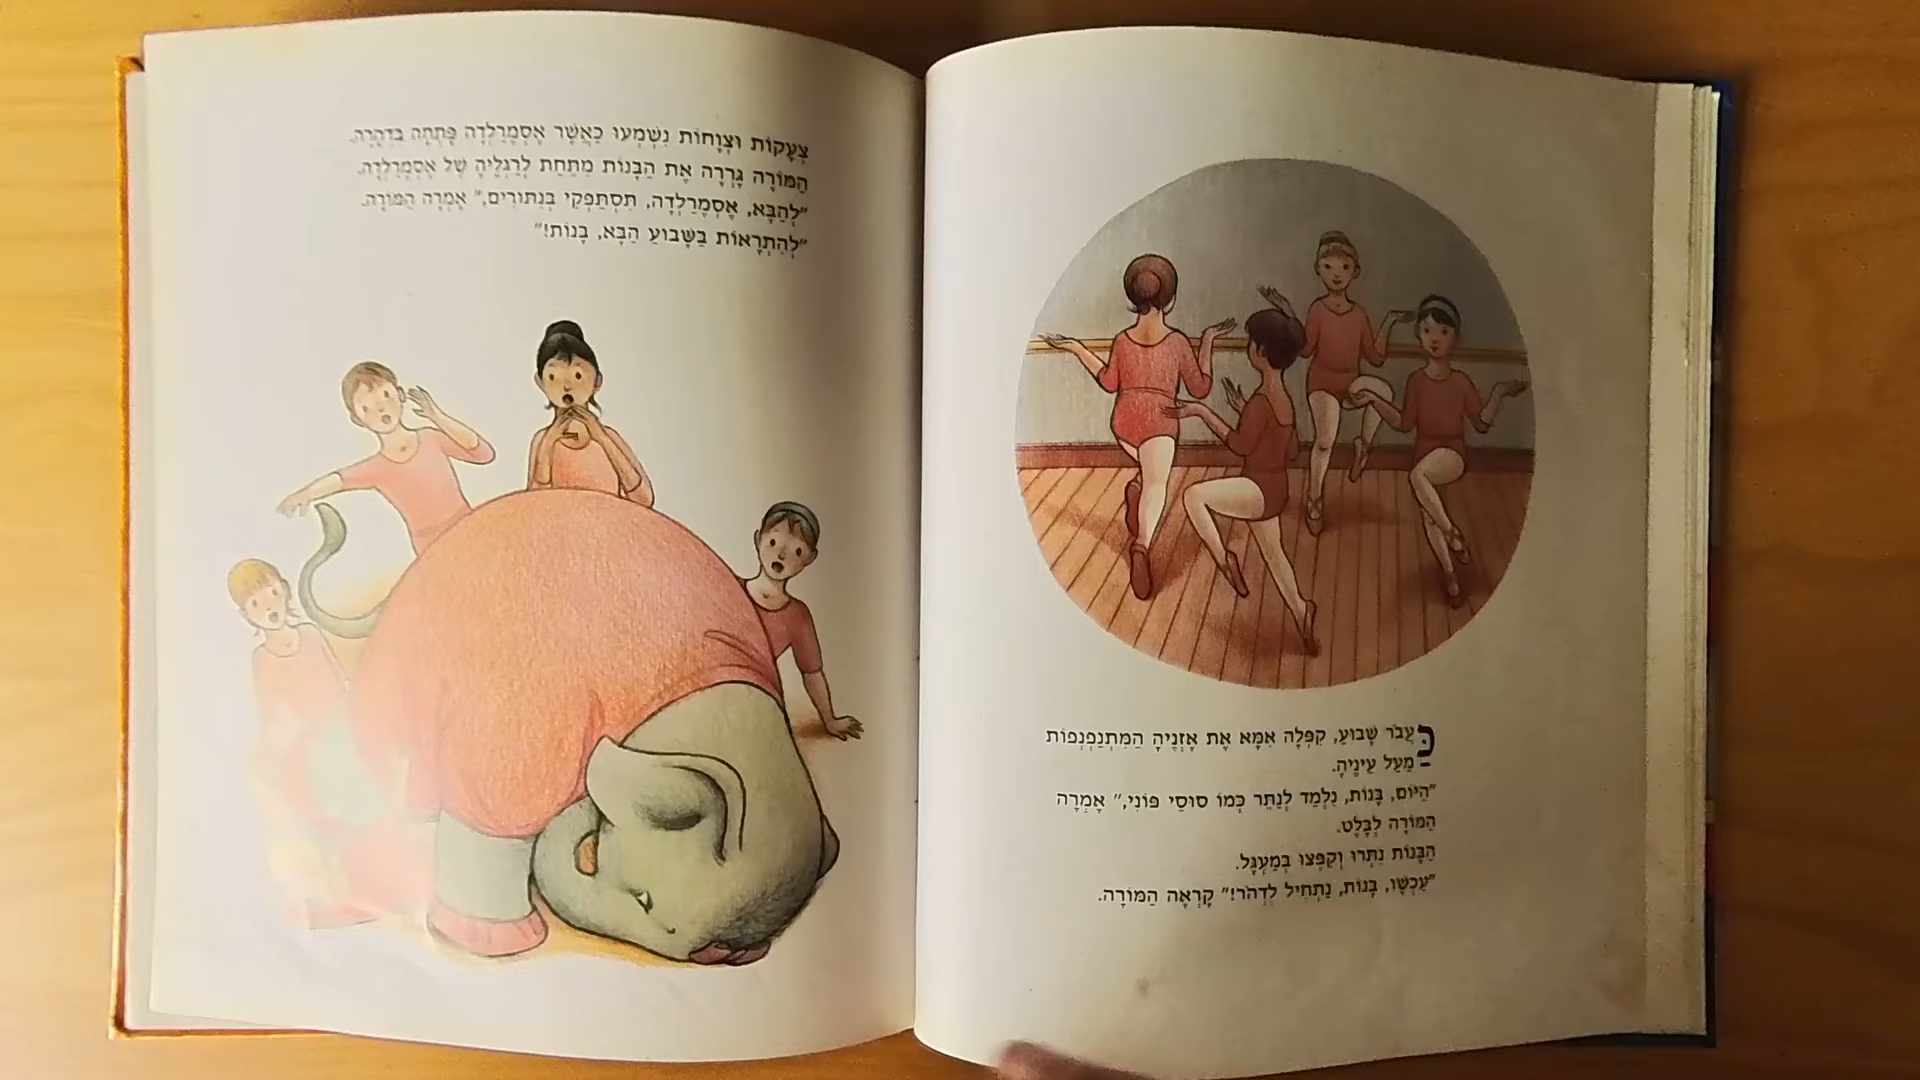 כַּעֲבֹר שָׁבוּעַ, קִפְּלָה אִמָּא אֶת אָזְנֶיהָ הַמִּתְנַפְנְפוֹת
מֵעַל עֵינֶיהָ.
"הַיּוֹם, בָּנוֹת, נִלְמַד לְנַתֵּר כְּמוֹ סוּסֵי פּוֹנִי," אָמְרָה
הַמּוֹרָה לְבָלֶט.
הַבָּנוֹת נִתְּרוּ וְקִפְּצוּ בְּמַעְגָּל.
"עַכְשָׁו, בָּנוֹת, נַתְחִיל לִדְהֹר!" קָרְאָה הַמּוֹרָה.
צְעָקוֹת וּצְוָחוֹת נִשְׁמְעוּ כַּאֲשֶׁר אֶסְמֶרַלְדָה פָּתְחָה בִּדְהָרָה.
הַמּוֹרָה גָּרְרָה אֶת הַבָּנוֹת מִתַּחַת לְרַגְלֶיהָ שֶׁל אֶסְמֶרַלְדָה.
"לְהַבָּא, אֶסְמֶרַלְדָה, תִּסְתַּפְּקִי בְּנִתּוּרִים," אָמְרָה הַמּוֹרָה.
"לְהִתְרָאוֹת בַּשָּׁבוּעַ הַבָּא, בָּנוֹת!"